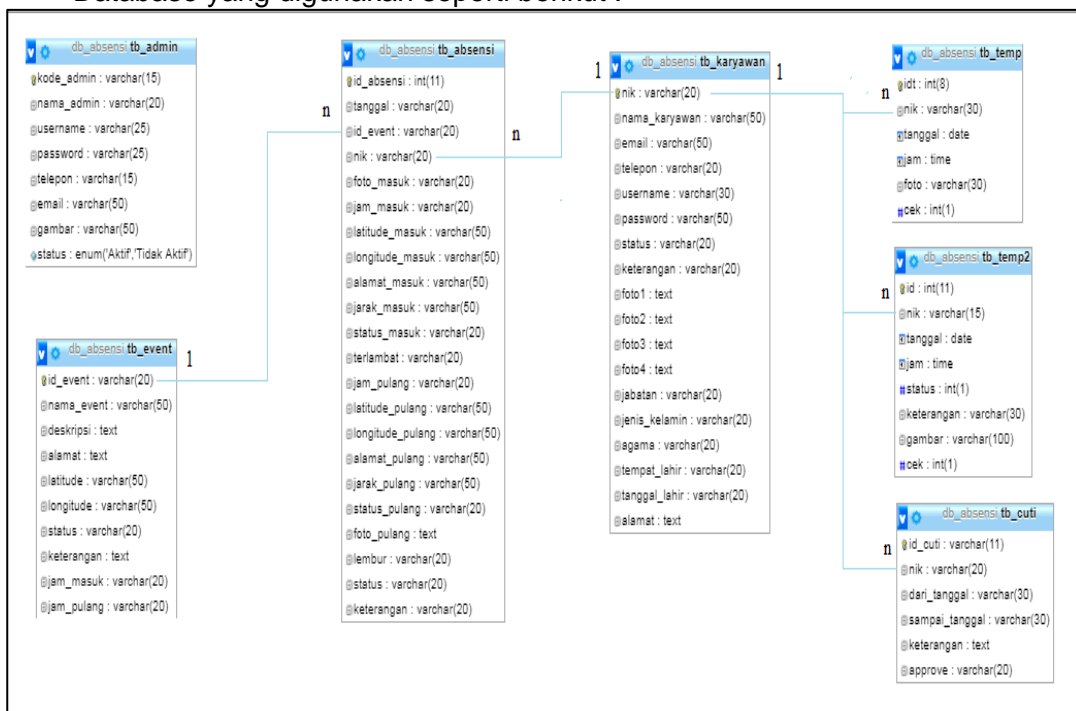 Database yang digunakan seperti berikut :
db_absensi tb_admin
kode_admin : varchar(15)
nama_admin : varchar(20)
username : varchar(25)
password : varchar(25)
telepon : varchar(15)
email : varchar(50)
gambar : varchar(50)
status : enum('Aktif','Tidak Aktif')
db_absensi tb_event
1
id_event : varchar(20)
nama_event : varchar(50)
deskripsi : text
alamat : text
latitude : varchar(50)
longitude : varchar(50)
status : varchar(20)
keterangan : text
jam_masuk : varchar(20)
jam_pulang : varchar(20)
db_absensi tb_absensi
id_absensi : int(11)
tanggal : varchar(20)
n
id_event : varchar(20)
n
nik : varchar(20)
foto_masuk : varchar(20)
jam_masuk : varchar(20)
latitude_masuk : varchar(50)
longitude_masuk : varchar(50)
alamat_masuk : varchar(50)
jarak_masuk : varchar(50)
status_masuk : varchar(20)
terlambat : varchar(20)
jam_pulang : varchar(20)
latitude_pulang : varchar(50)
longitude_pulang : varchar(50)
alamat_pulang : varchar(50)
jarak_pulang : varchar(50)
status_pulang : varchar(20)
foto_pulang : text
lembur : varchar(20)
status : varchar(20)
keterangan : varchar(20)
1
db_absensi tb_karyawan
1
nik : varchar(20)
nama_karyawan : varchar(50)
email : varchar(50)
telepon : varchar(20)
username : varchar(30)
password : varchar(50)
status : varchar(20)
keterangan : varchar(20)
foto1 : text
foto2 : text
foto3 : text
foto4 : text
jabatan : varchar(20)
jenis_kelamin : varchar(20)
agama : varchar(20)
tempat_lahir : varchar(20)
tanggal_lahir : varchar(20)
alamat : text
db_absensi tb_temp
idt : int(8)
n
nik : varchar(30)
tanggal : date
jam : time
foto : varchar(30)
cek : int(1)
db_absensi tb_temp2
n
id : int(11)
nik : varchar(15)
tanggal : date
jam : time
status : int(1)
keterangan : varchar(30)
gambar : varchar(100)
cek : int(1)
db_absensi tb_cuti
n
id_cuti : varchar(11)
nik : varchar(20)
dari_tanggal : varchar(30)
sampai_tanggal : varchar(30)
keterangan : text
approve : varchar(20)